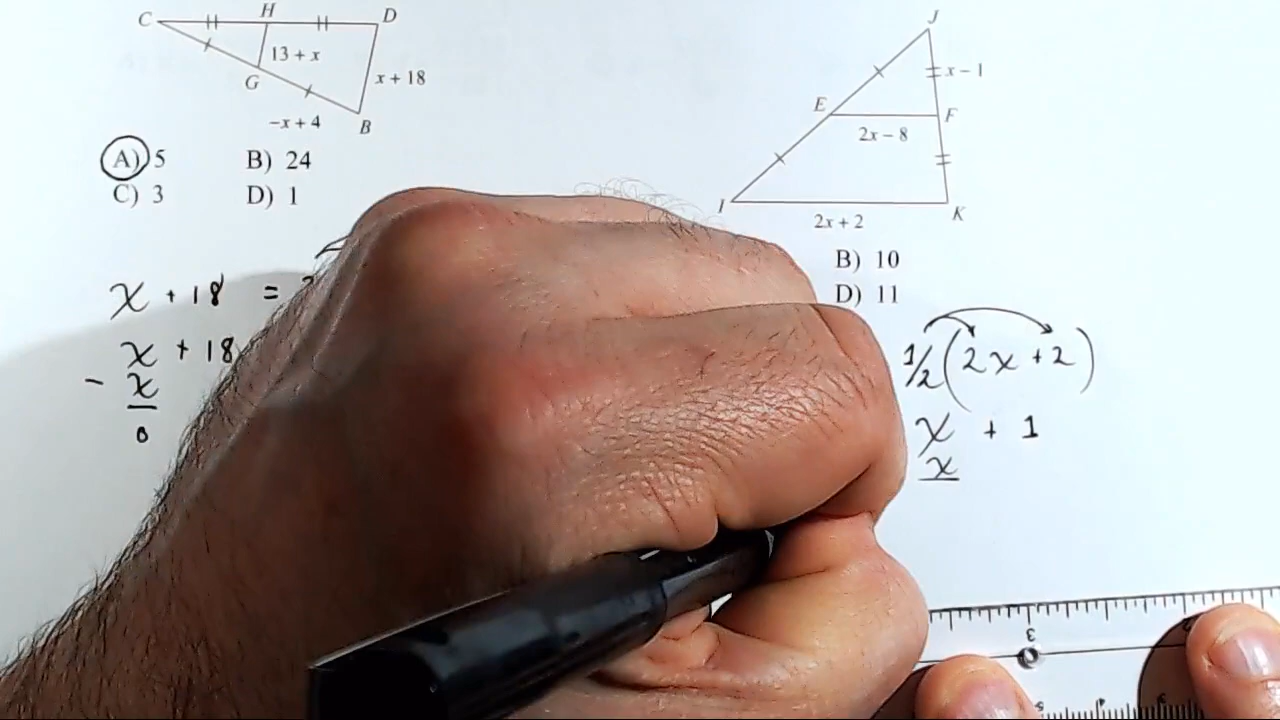 C H D
13 + x
G
x + 18
−x + 4
B
A) 5 B) 24
C) 3 D) 1
x + 18 =
x + 18
- x
0
J
x − 1
E
F
2x − 8
I
K
2x + 2
B) 10
D) 11
1/2(2x + 2)
x + 1
x
3